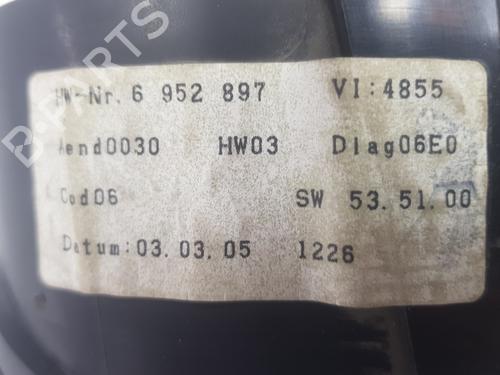 B-PARTS
HW-Nr. 6 952 897 VI:4855
Aend0030 HW03 Diag06E0
Cod06 SW 53.51.00
Datum:03.03.05 1226